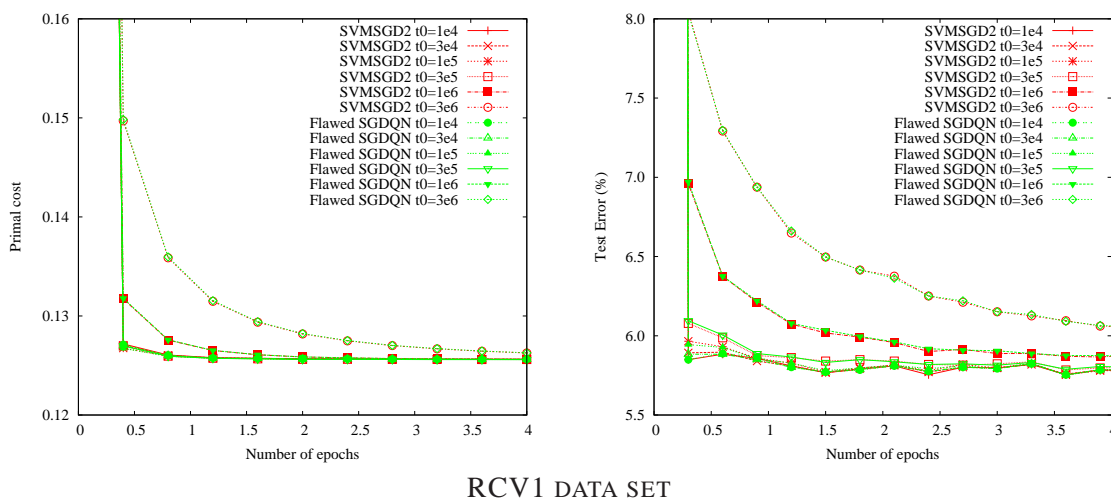 0.16
0.15
0.14
0.13
0.12
0 0.5 1 1.5 2 2.5 3 3.5 4
Primal cost
Number of epochs
SVMSGD2 t0=1e4
SVMSGD2 t0=3e4
SVMSGD2 t0=1e5
SVMSGD2 t0=3e5
SVMSGD2 t0=1e6
SVMSGD2 t0=3e6
Flawed SGDQN t0=1e4
Flawed SGDQN t0=3e4
Flawed SGDQN t0=1e5
Flawed SGDQN t0=3e5
Flawed SGDQN t0=1e6
Flawed SGDQN t0=3e6
8.0
7.5
7.0
6.5
6.0
5.5
0 0.5 1 1.5 2 2.5 3 3.5 4
Test Error (%)
Number of epochs
SVMSGD2 t0=1e4
SVMSGD2 t0=3e4
SVMSGD2 t0=1e5
SVMSGD2 t0=3e5
SVMSGD2 t0=1e6
SVMSGD2 t0=3e6
Flawed SGDQN t0=1e4
Flawed SGDQN t0=3e4
Flawed SGDQN t0=1e5
Flawed SGDQN t0=3e5
Flawed SGDQN t0=1e6
Flawed SGDQN t0=3e6
RCV1 DATA SET